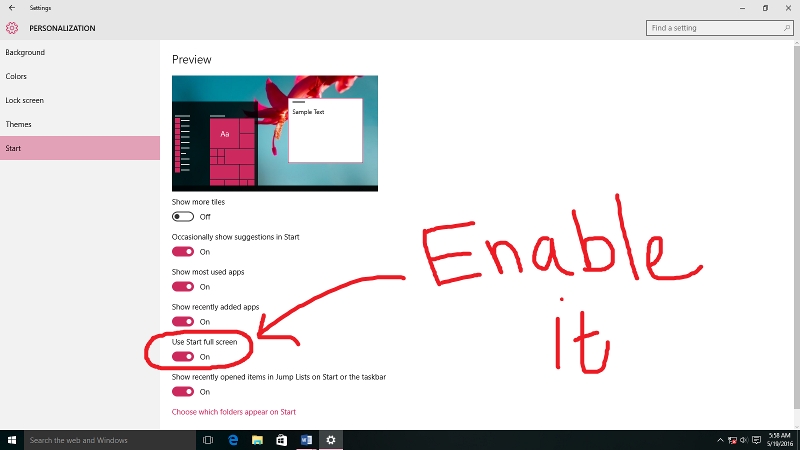 Settings
PERSONALIZATION
Find a setting
Background
Colors
Lock screen
Themes
Start
Preview
Aa
Sample Text
Show more tiles
Off
Occasionally show suggestions in Start
On
Show most used apps
On
Show recently added apps
On
Use Start full screen
On
Show recently opened items in Jump Lists on Start or the taskbar
On
Choose which folders appear on Start
Enable
it
Search the web and Windows
5:58 AM
5/19/2016